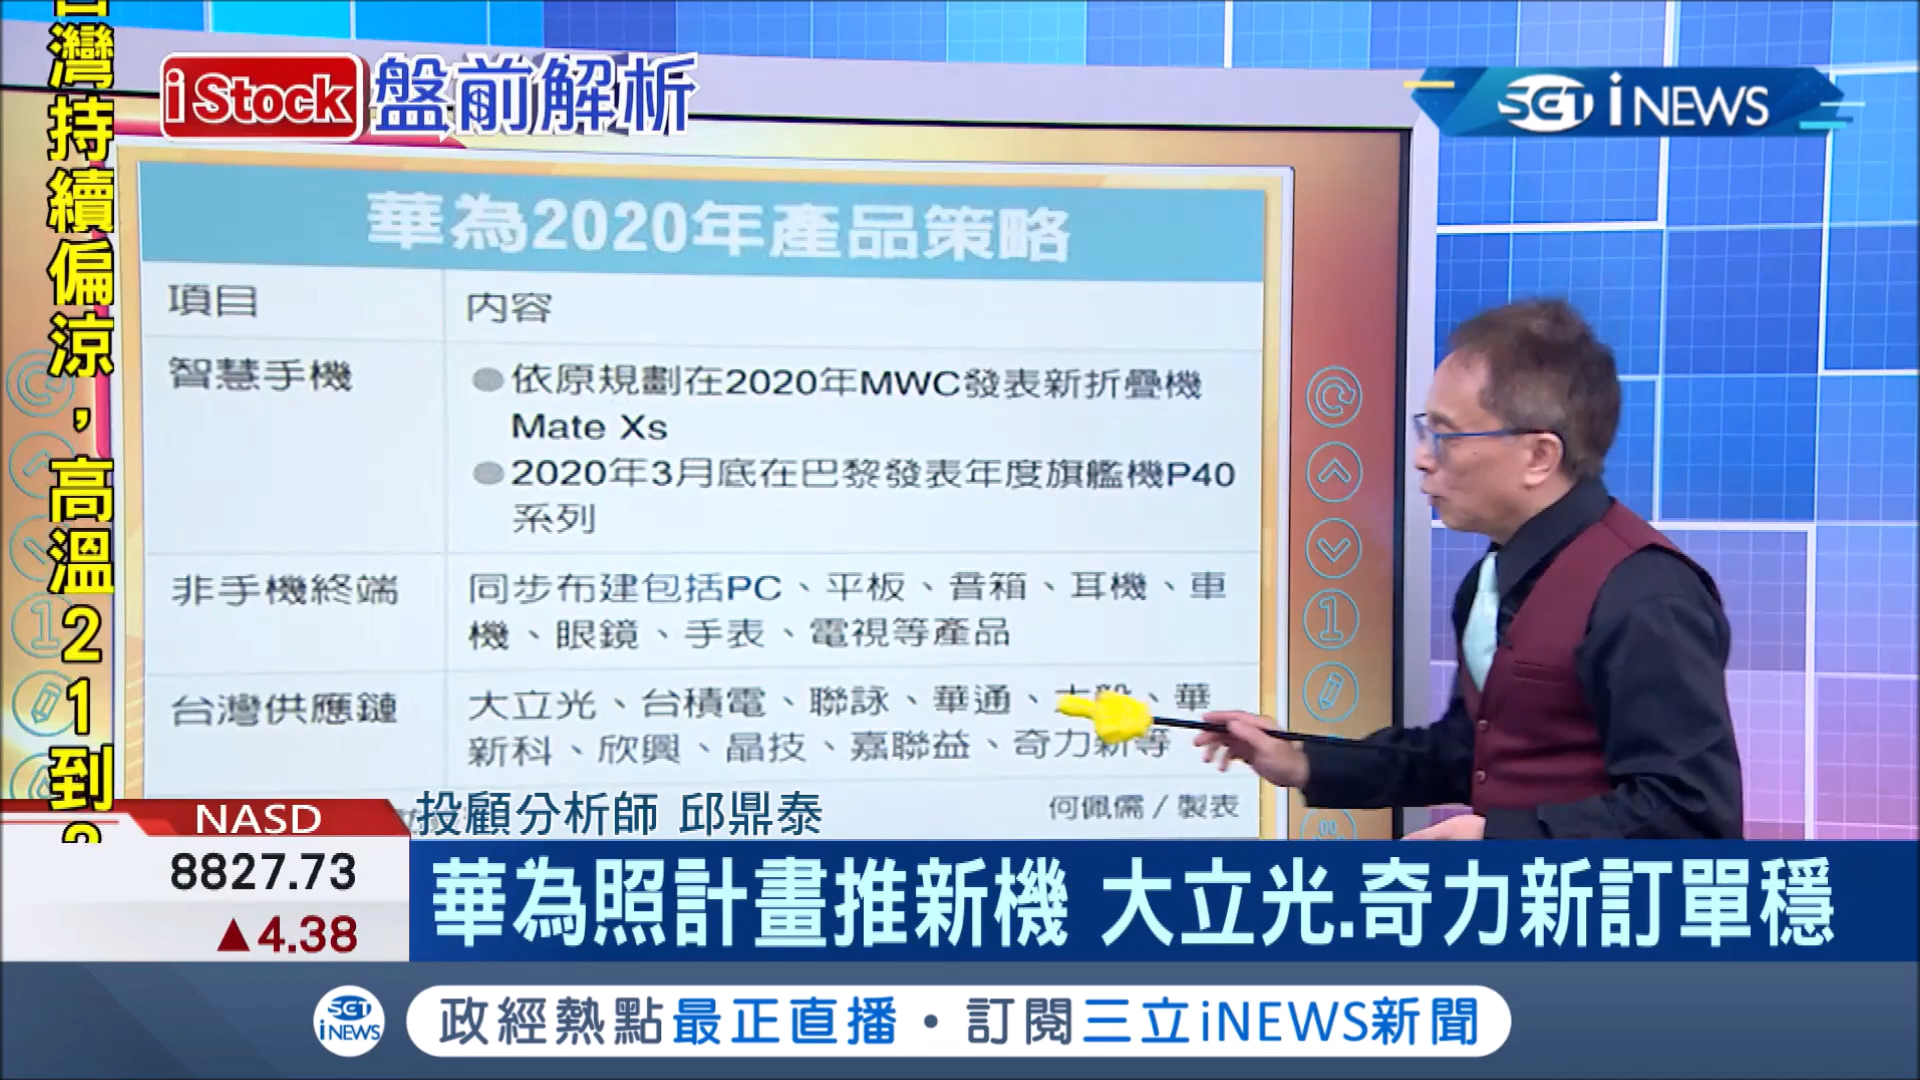 灣持續偏涼，高溫21到
iStock 盤前解析
SET iNEWS
華為2020年產品策略
項目
內容
智慧手機
依原規劃在2020年MWC發表新折疊機
Mate Xs
2020年3月底在巴黎發表年度旗艦機P40
系列
非手機終端
同步布建包括PC、平板、音箱、耳機、車
機、眼鏡、手表、電視等產品
台灣供應鏈
大立光、台積電、聯詠、華通、
、華
新科、欣興、晶技、嘉聯益、奇力新等
何佩儒／製表
投顧分析師 邱鼎泰
NASD
8827.73
▲4.38
華為照計畫推新機 大立光.奇力新訂單穩
SET iNEWS
政經熱點最正直播・訂閱三立iNEWS新聞